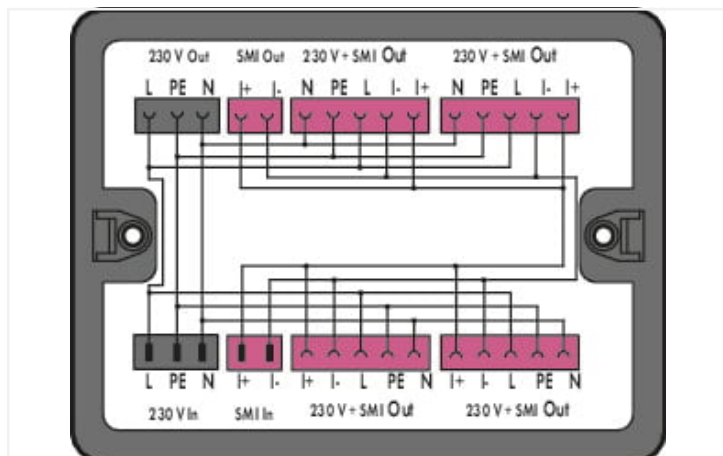 230 V Out SMI Out 230 V + SMI Out 230 V + SMI Out
L PE N I+ I- N PE L I- I+ N PE L I- I+
L PE N I+ I- I+ I- L PE N I+ I- L PE N
230 V In SMI In 230 V + SMI Out 230 V + SMI Out